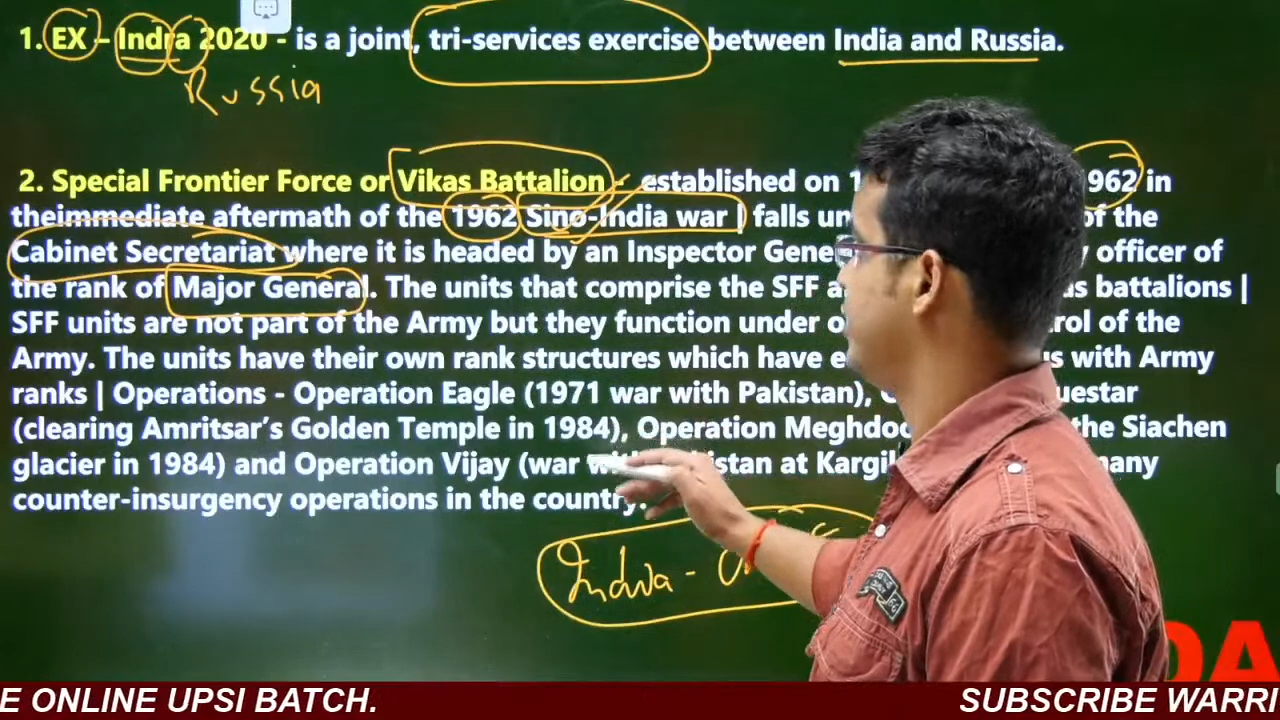 1. EX – Indra 2020 - is a joint, tri-services exercise between India and Russia.
Russia
2. Special Frontier Force or Vikas Battalion - established on 1 962 in
theimmediate aftermath of the 1962 Sino-India war | falls un of the
Cabinet Secretariat where it is headed by an Inspector Gene officer of
the rank of Major General. The units that comprise the SFF a as battalions |
SFF units are not part of the Army but they function under o rol of the
Army. The units have their own rank structures which have e s with Army
ranks | Operations - Operation Eagle (1971 war with Pakistan), uestar
(clearing Amritsar’s Golden Temple in 1984), Operation Meghdoo the Siachen
glacier in 1984) and Operation Vijay (war with istan at Kargil many
counter-insurgency operations in the country.
India -
DA
E ONLINE UPSI BATCH. SUBSCRIBE WARRI